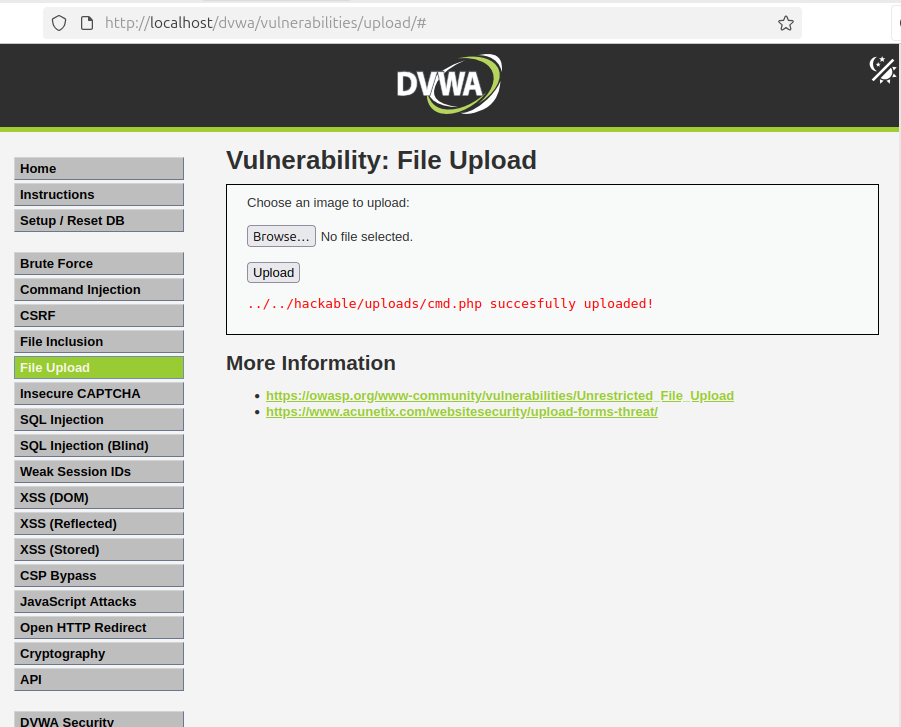 http://localhost/dvwa/vulnerabilities/upload/#
DVWA
Home
Instructions
Setup / Reset DB
Brute Force
Command Injection
CSRF
File Inclusion
File Upload
Insecure CAPTCHA
SQL Injection
SQL Injection (Blind)
Weak Session IDs
XSS (DOM)
XSS (Reflected)
XSS (Stored)
CSP Bypass
JavaScript Attacks
Open HTTP Redirect
Cryptography
API
DVWA Security
Vulnerability: File Upload
Choose an image to upload:
Browse... No file selected.
Upload
../../hackable/uploads/cmd.php succesfully uploaded!
More Information
https://owasp.org/www-community/vulnerabilities/Unrestricted_File_Upload
https://www.acunetix.com/websitesecurity/upload-forms-threat/